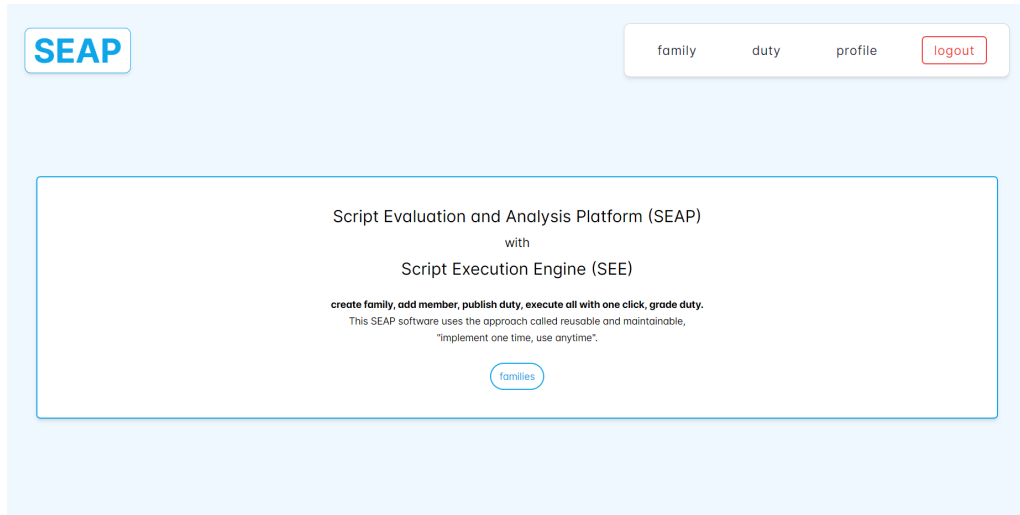 SEAP
family duty profile logout
Script Evaluation and Analysis Platform (SEAP)
with
Script Execution Engine (SEE)
create family, add member, publish duty, execute all with one click, grade duty.
This SEAP software uses the approach called reusable and maintainable,
"implement one time, use anytime".
families